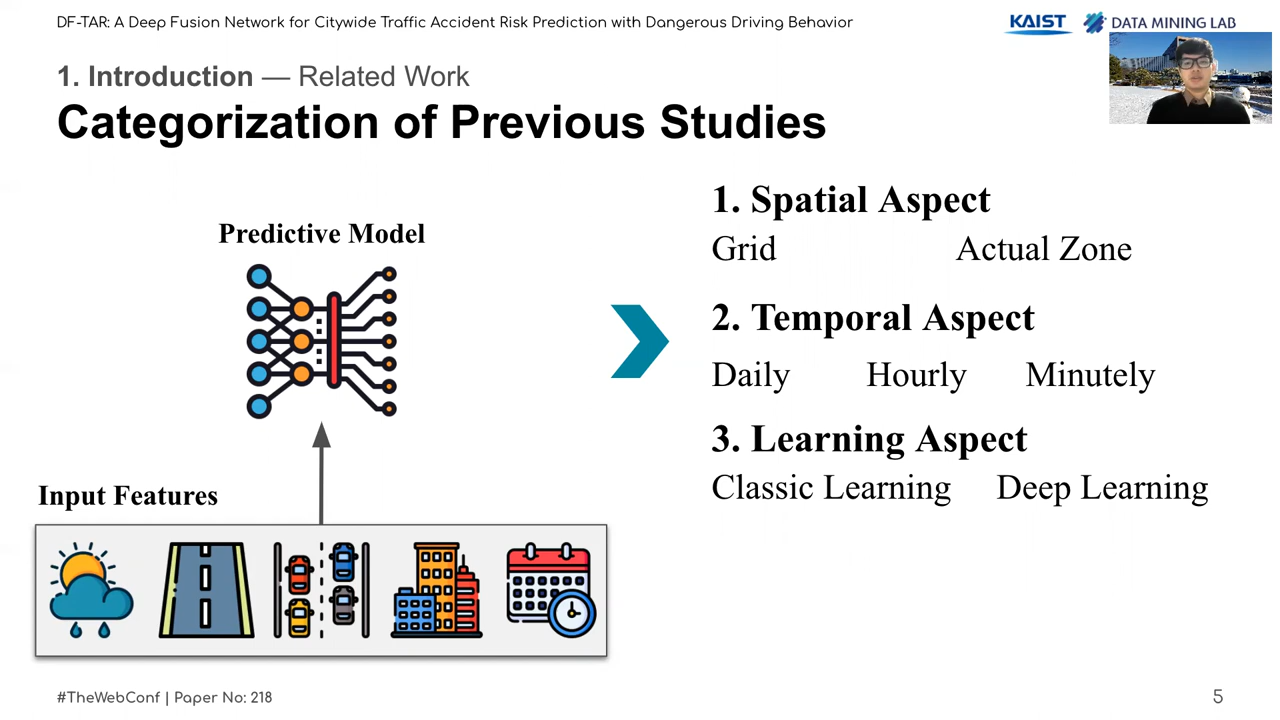 DF-TAR: A Deep Fusion Network for Citywide Traffic Accident Risk Prediction with Dangerous Driving Behavior
KAIST DATA MINING LAB
1. Introduction — Related Work
Categorization of Previous Studies
Predictive Model
Input Features
1. Spatial Aspect
Grid Actual Zone
2. Temporal Aspect
Daily Hourly Minutely
3. Learning Aspect
Classic Learning Deep Learning
#TheWebConf | Paper No: 218
5